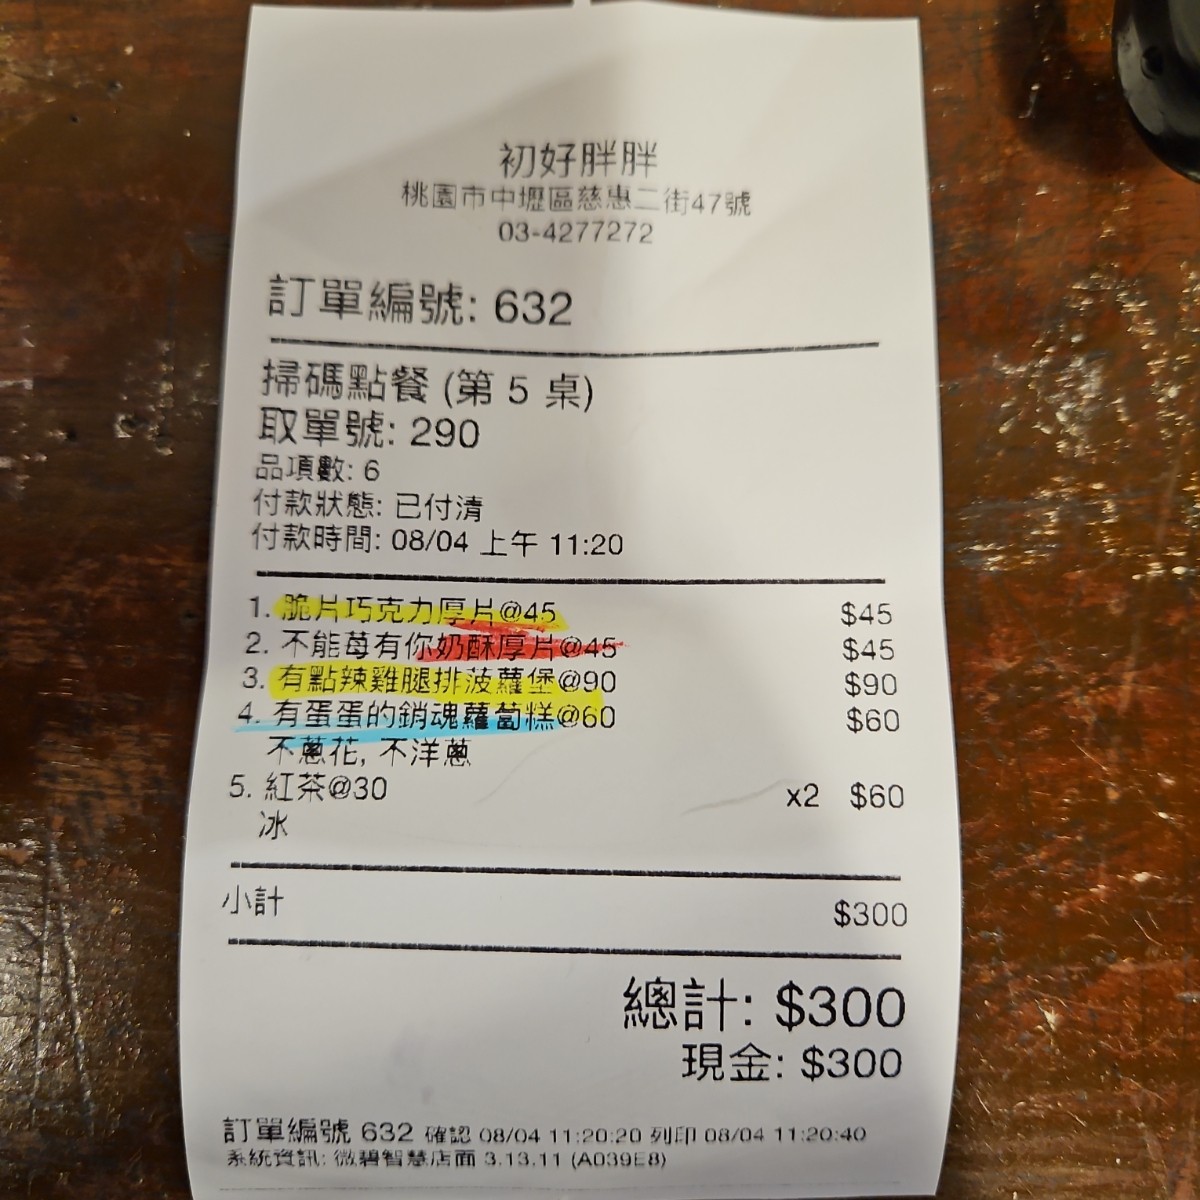 初好胖胖
桃園市中壢區慈惠二街47號
03-4277272
訂單編號: 632
掃碼點餐 (第 5 桌)
取單號: 290
品項數: 6
付款狀態: 已付清
付款時間: 08/04 上午 11:20
1. 脆片巧克力厚片@45 $45
2. 不能莓有你奶酥厚片@45 $45
3. 有點辣雞腿排菠蘿堡@90 $90
4. 有蛋蛋的銷魂蘿蔔糕@60 $60
不蔥花, 不洋蔥
5. 紅茶@30 x2 $60
冰
小計 $300
總計: $300
現金: $300
訂單編號 632 確認 08/04 11:20:20 列印 08/04 11:20:40
系統資訊: 微碧智慧店面 3.13.11 (A039E8)